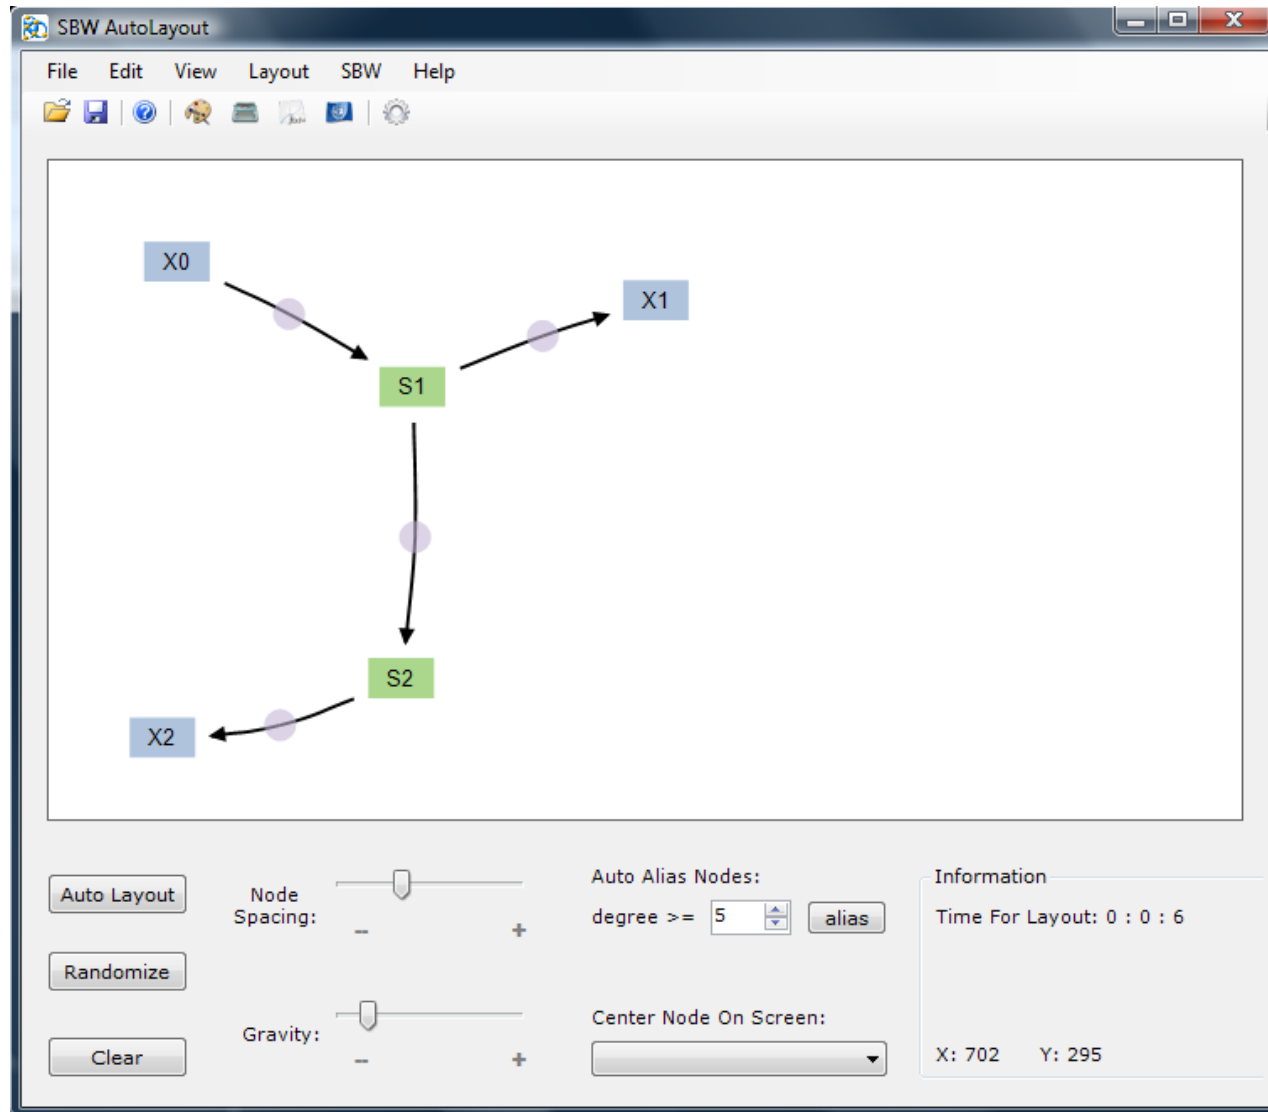 SBW AutoLayout
File Edit View Layout SBW Help
X0
X1
S1
S2
X2
Auto Layout
Node
Spacing:
- +
Auto Alias Nodes:
degree >= 5 alias
Information
Time For Layout: 0 : 0 : 6
Randomize
Gravity:
- +
Center Node On Screen:
Clear
X: 702 Y: 295